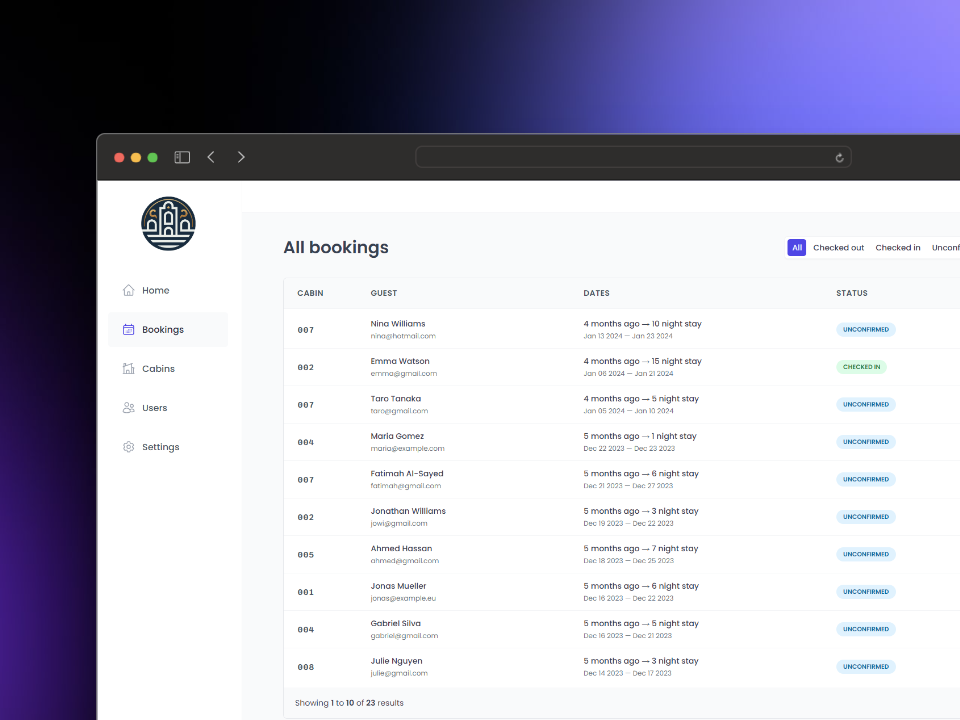 All bookings
All Checked out Checked in Unconf
Home
Bookings
Cabins
Users
Settings
CABIN GUEST DATES STATUS
007 Nina Williams 4 months ago → 10 night stay UNCONFIRMED
nina@hotmail.com Jan 13 2024 — Jan 23 2024
002 Emma Watson 4 months ago → 15 night stay CHECKED IN
emma@gmail.com Jan 06 2024 — Jan 21 2024
007 Taro Tanaka 4 months ago → 5 night stay UNCONFIRMED
taro@gmail.com Jan 05 2024 — Jan 10 2024
004 Maria Gomez 5 months ago → 1 night stay UNCONFIRMED
maria@example.com Dec 22 2023 — Dec 23 2023
007 Fatimah Al-Sayed 5 months ago → 6 night stay UNCONFIRMED
fatimah@gmail.com Dec 21 2023 — Dec 27 2023
002 Jonathan Williams 5 months ago → 3 night stay UNCONFIRMED
jowi@gmail.com Dec 19 2023 — Dec 22 2023
005 Ahmed Hassan 5 months ago → 7 night stay UNCONFIRMED
ahmed@gmail.com Dec 18 2023 — Dec 25 2023
001 Jonas Mueller 5 months ago → 6 night stay UNCONFIRMED
jonas@example.eu Dec 16 2023 — Dec 22 2023
004 Gabriel Silva 5 months ago → 5 night stay UNCONFIRMED
gabriel@gmail.com Dec 16 2023 — Dec 21 2023
008 Julie Nguyen 5 months ago → 3 night stay UNCONFIRMED
julie@gmail.com Dec 14 2023 — Dec 17 2023
Showing 1 to 10 of 23 results